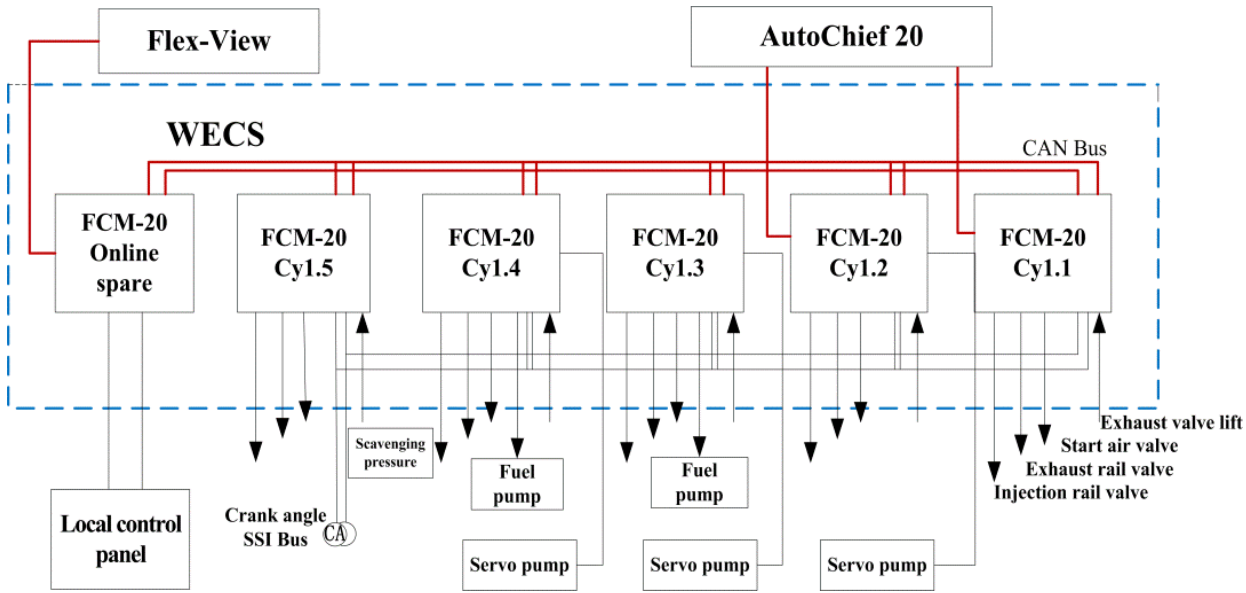 Flex-View
AutoChief 20
WECS
CAN Bus
FCM-20
Online
spare
FCM-20
Cy1.5
FCM-20
Cy1.4
FCM-20
Cy1.3
FCM-20
Cy1.2
FCM-20
Cy1.1
Exhaust valve lift
Start air valve
Exhaust rail valve
Injection rail valve
Scavenging
pressure
Fuel
pump
Fuel
pump
Local control
panel
Crank angle
SSI Bus
CA
Servo pump
Servo pump
Servo pump